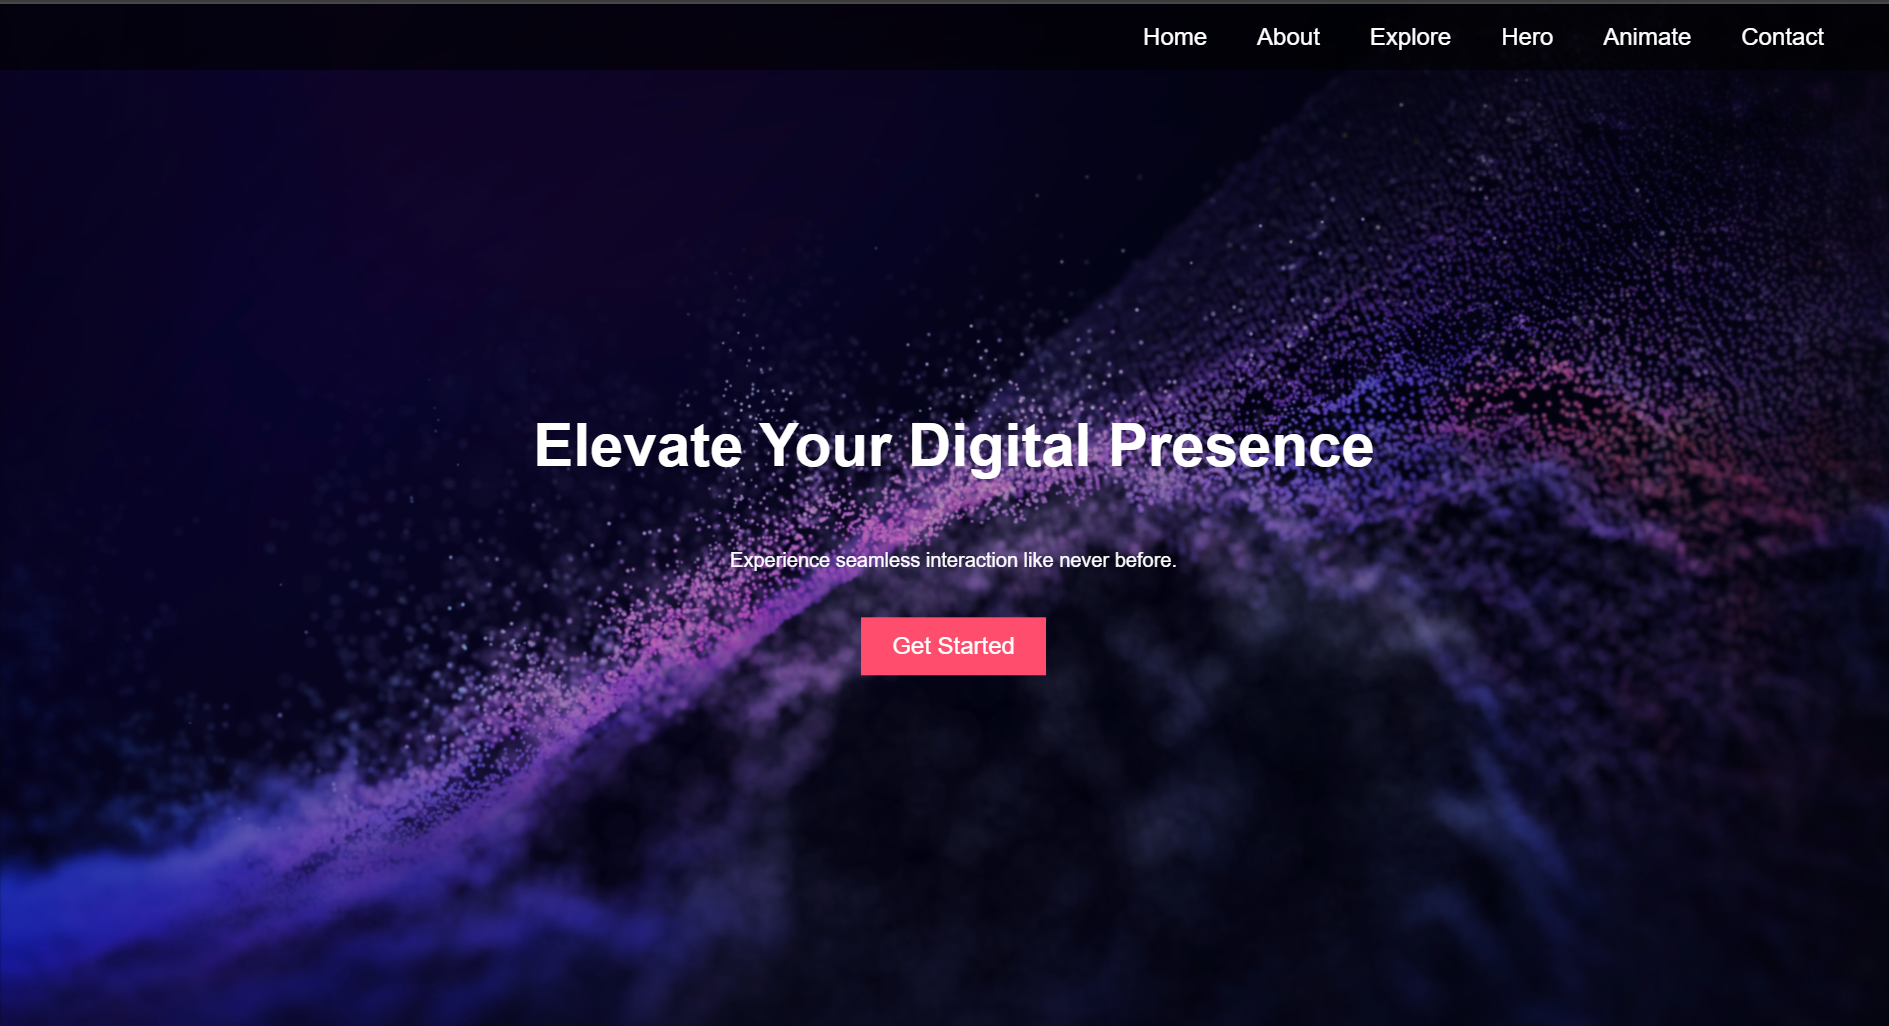 Home About Explore Hero Animate Contact
Elevate Your Digital Presence
Experience seamless interaction like never before.
Get Started